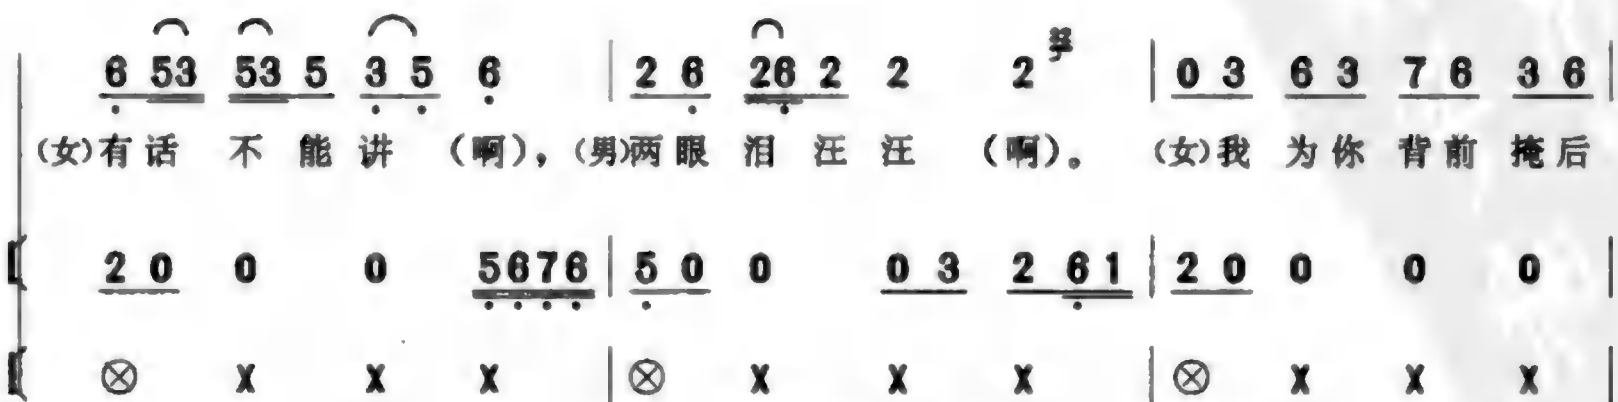 6 53 53 5 3 5 6 | 2 6 26 2 2 2 | 0 3 6 3 7 6 3 6 |
(女)有话 不 能 讲 (啊)，(男)两眼 泪 汪 汪 (啊)。 (女)我 为你 背前 掩后
2 0 0 0 5676 | 5 0 0 0 3 2 61 | 2 0 0 0 0 |
⊗ X X X | ⊗ X X X | ⊗ X X X |